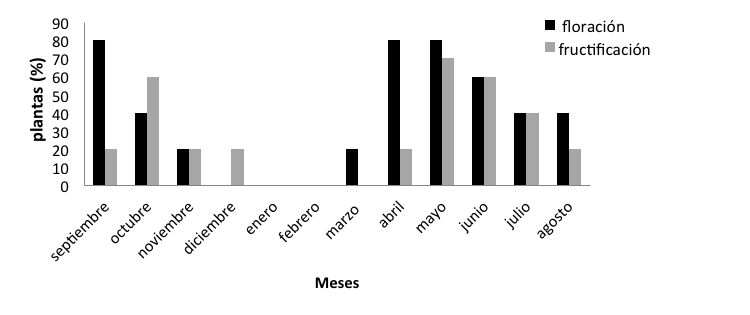 floración
fructificación
plantas (%)
90
80
70
60
50
40
30
20
10
0
septiembre
octubre
noviembre
diciembre
enero
febrero
marzo
abril
mayo
junio
julio
agosto
Meses